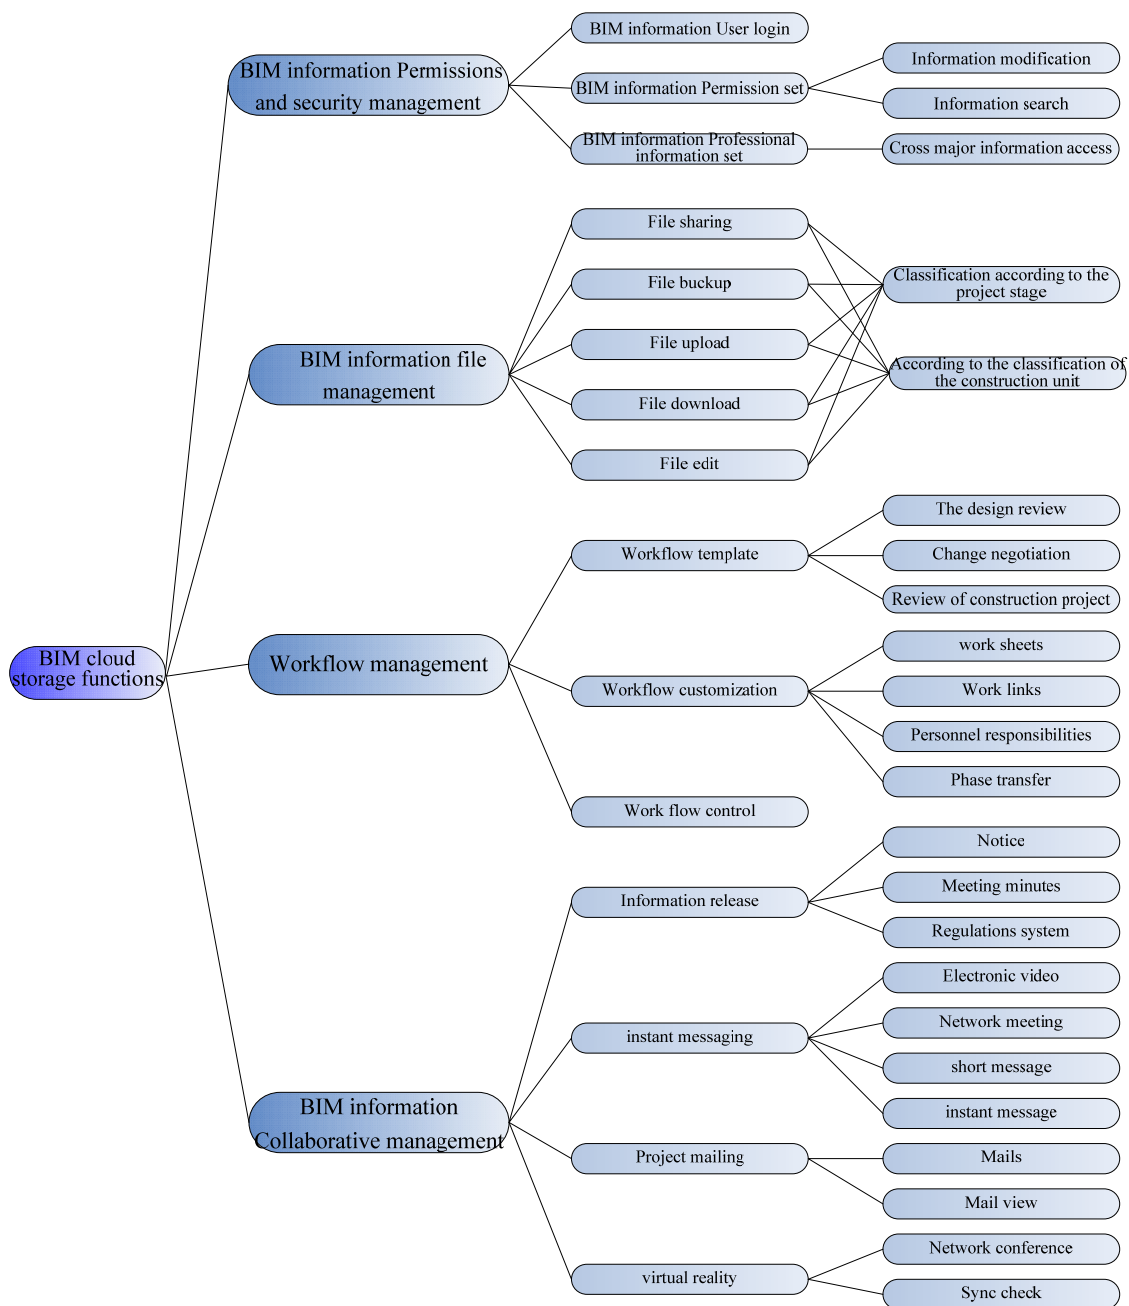 BIM cloud
storage functions
BIM information Permissions
and security management
BIM information User login
BIM information Permission set
Information modification
Information search
BIM information Professional
information set
Cross major information access
BIM information file
management
File sharing
File buckup
File upload
File download
File edit
Classification according to the
project stage
According to the classification of
the construction unit
Workflow management
Workflow template
The design review
Change negotiation
Review of construction project
Workflow customization
work sheets
Work links
Personnel responsibilities
Phase transfer
Work flow control
BIM information
Collaborative management
Information release
Notice
Meeting minutes
Regulations system
instant messaging
Electronic video
Network meeting
short message
instant message
Project mailing
Mails
Mail view
virtual reality
Network conference
Sync check